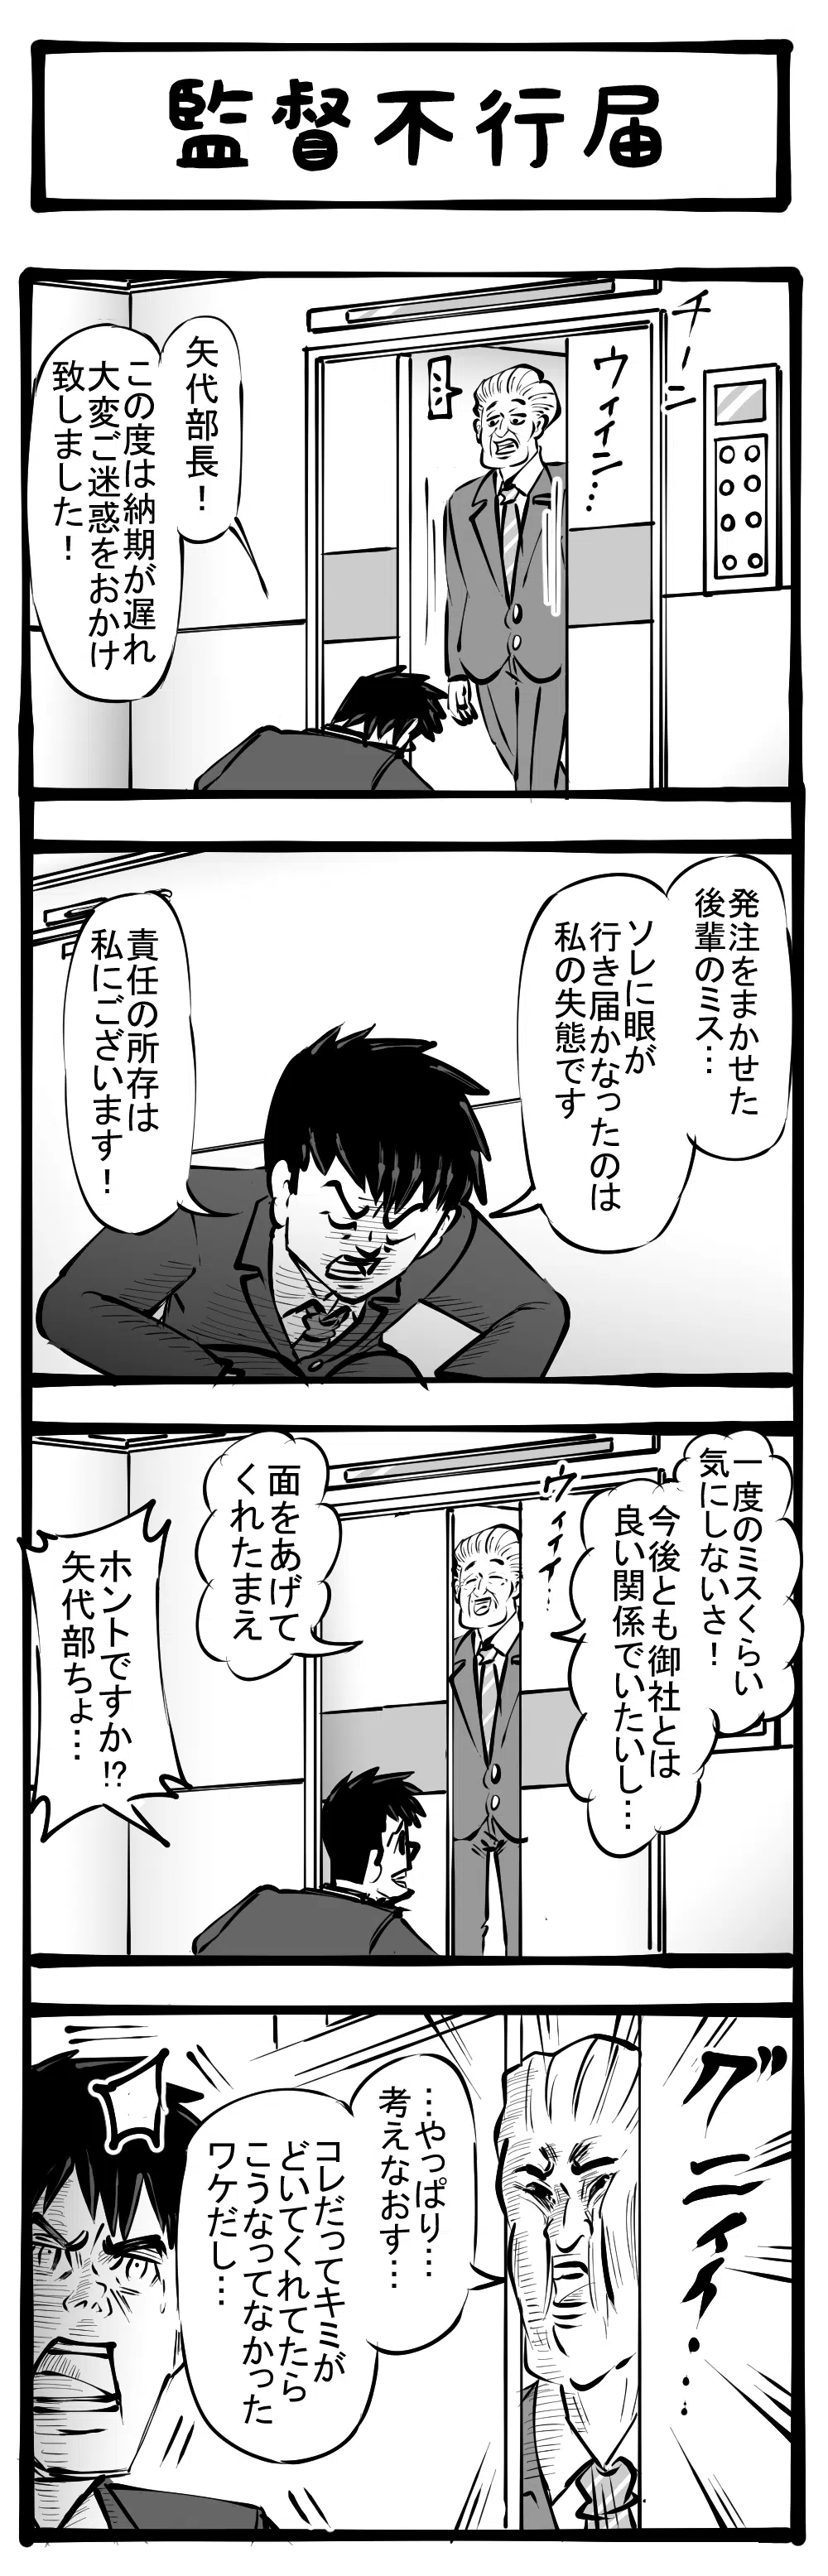 監督不行届
チーン
ウィイン…
矢代部長！
この度は納期が遅れ
大変ご迷惑をおかけ
致しました！
発注をまかせた
後輩のミス…
ソレに眼が
行き届かなったのは
私の失態です
責任の所存は
私にございます！
一度のミスくらい
気にしないさ！
今後とも御社とは
良い関係でいたいし…
ウィイイ…
面をあげて
くれたまえ
ホントですか⁉
矢代部ちょ…
グニィイ…
…やっぱり…
考えなおす…
コレだってキミが
どいてくれてたら
こうなってなかった
ワケだし…